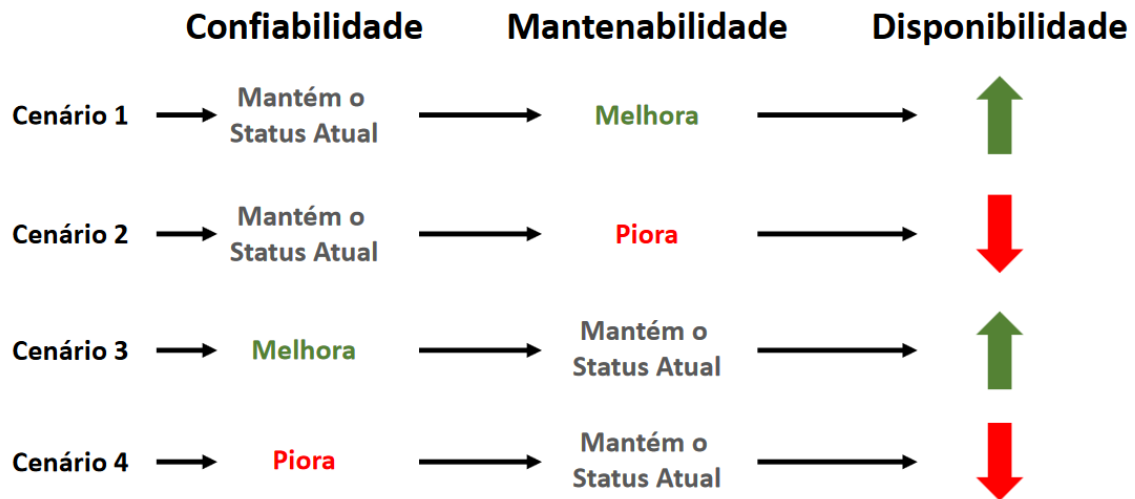 Confiabilidade Mantenabilidade Disponibilidade
Cenário 1 Mantém o Status Atual Melhora
Cenário 2 Mantém o Status Atual Piora
Cenário 3 Melhora Mantém o Status Atual
Cenário 4 Piora Mantém o Status Atual